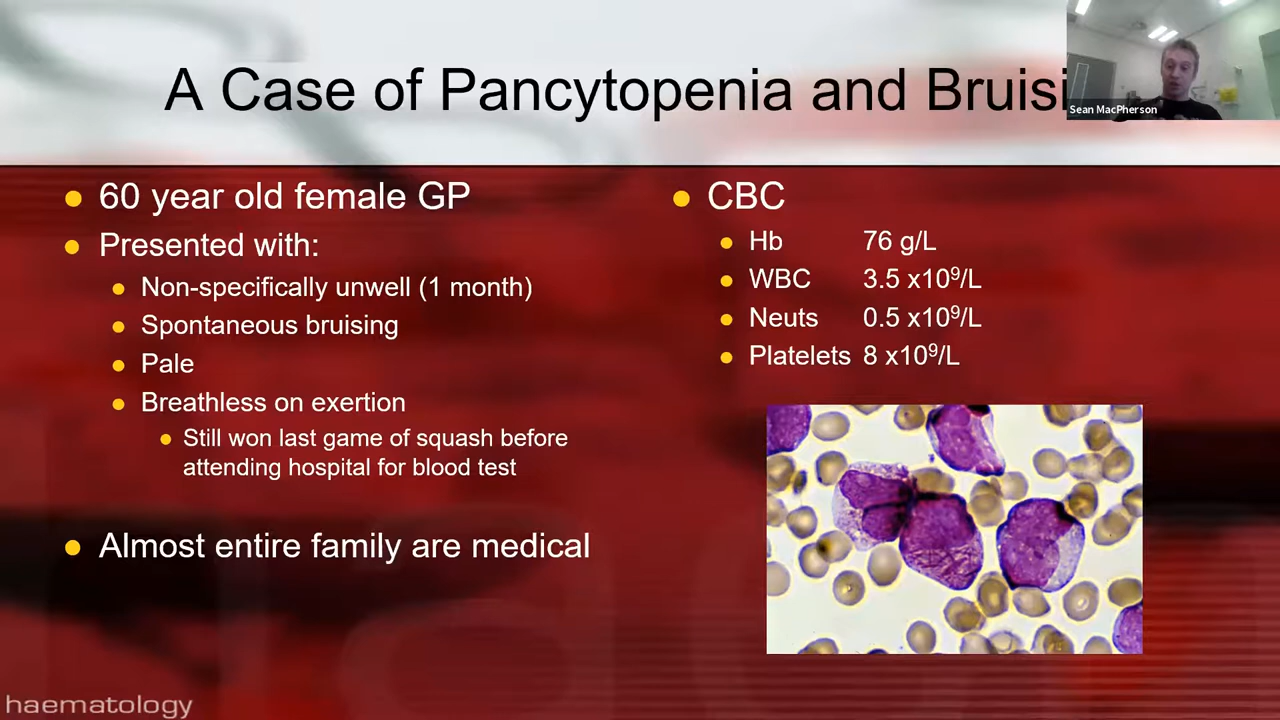 A Case of Pancytopenia and Bruisi
Sean MacPherson
60 year old female GP
Presented with:
Non-specifically unwell (1 month)
Spontaneous bruising
Pale
Breathless on exertion
Still won last game of squash before
attending hospital for blood test
Almost entire family are medical
CBC
Hb 76 g/L
WBC 3.5 x10⁹/L
Neuts 0.5 x10⁹/L
Platelets 8 x10⁹/L
haematology